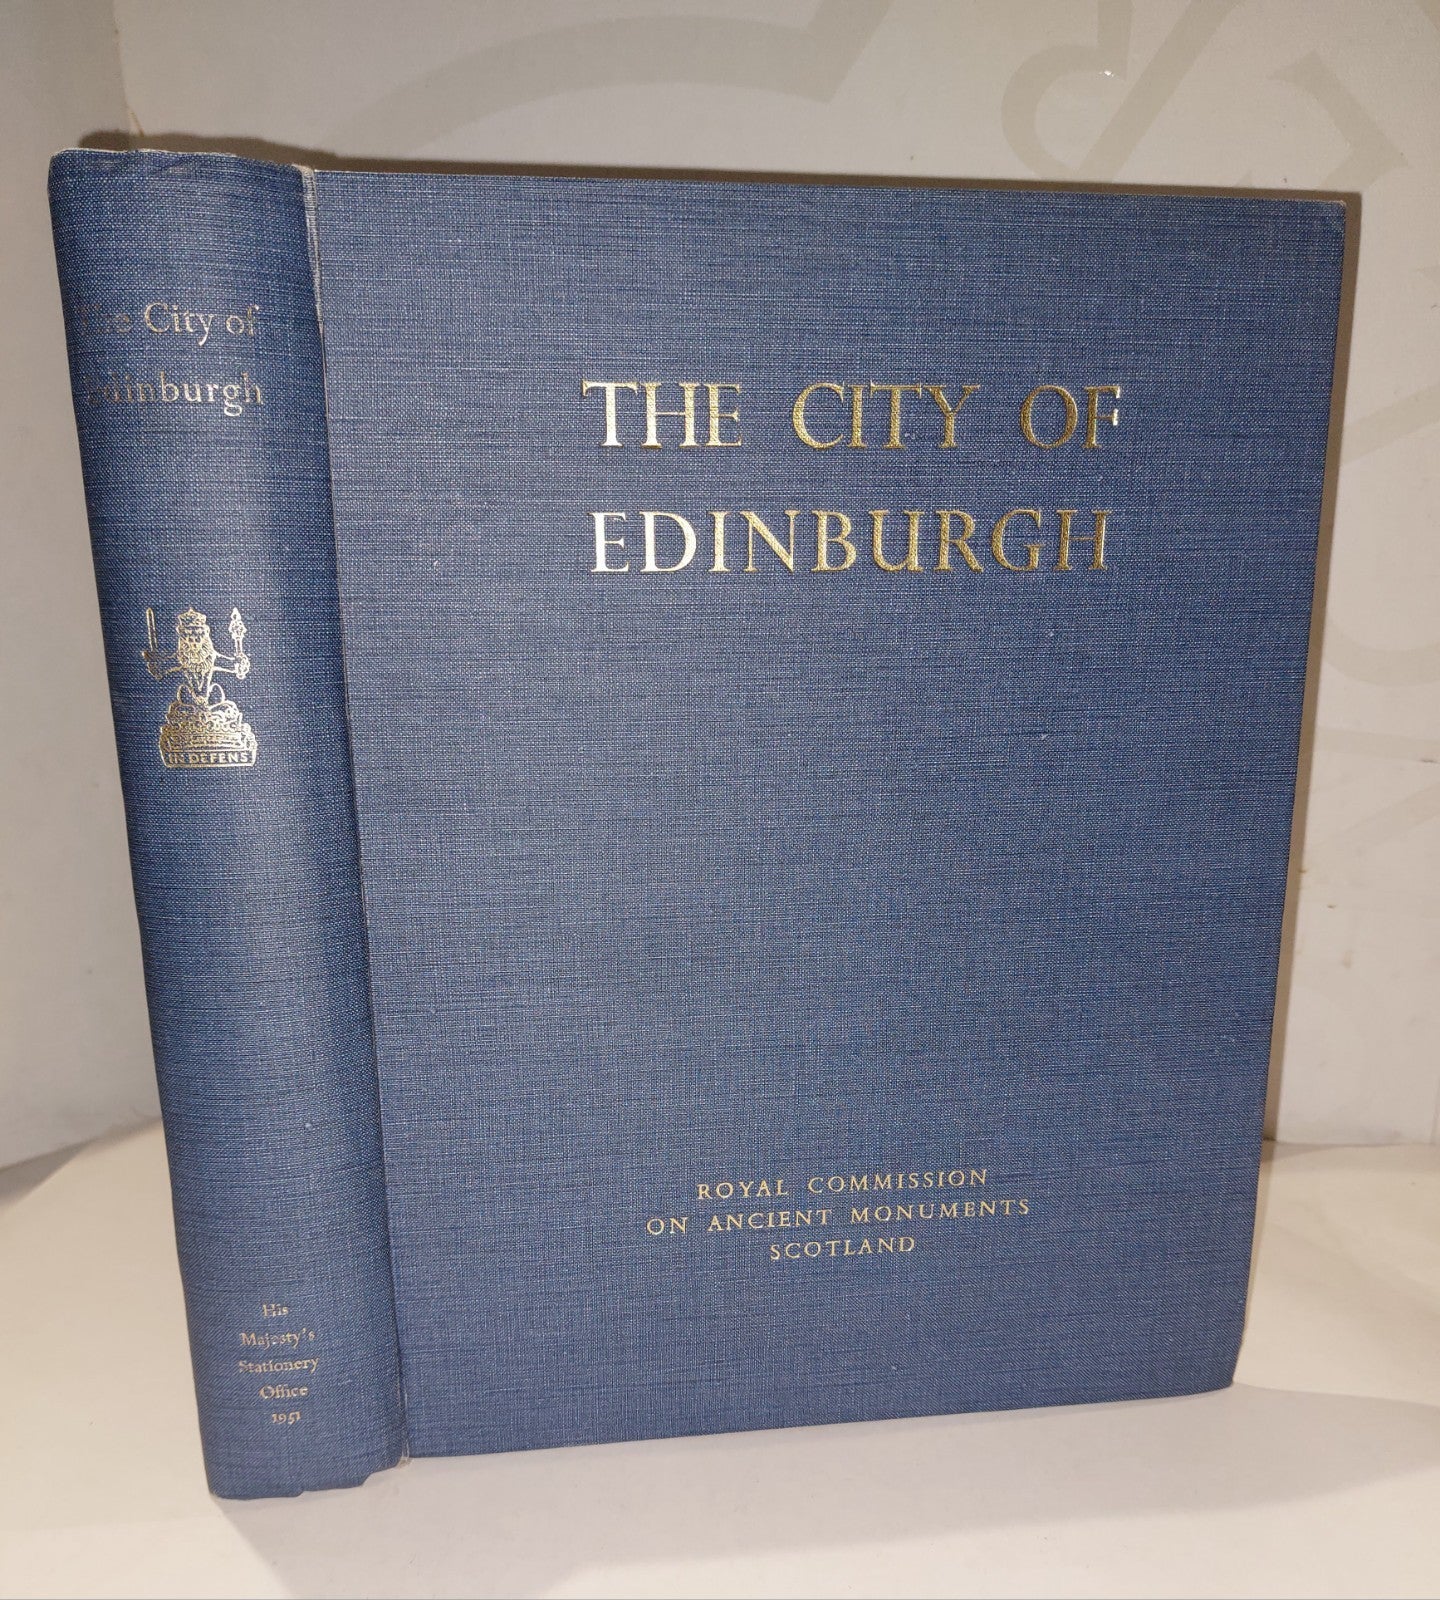 The City of
Edinburgh
IN DEFENS
His
Majesty's
Stationery
Office
1951
THE CITY OF
EDINBURGH
ROYAL COMMISSION
ON ANCIENT MONUMENTS
SCOTLAND